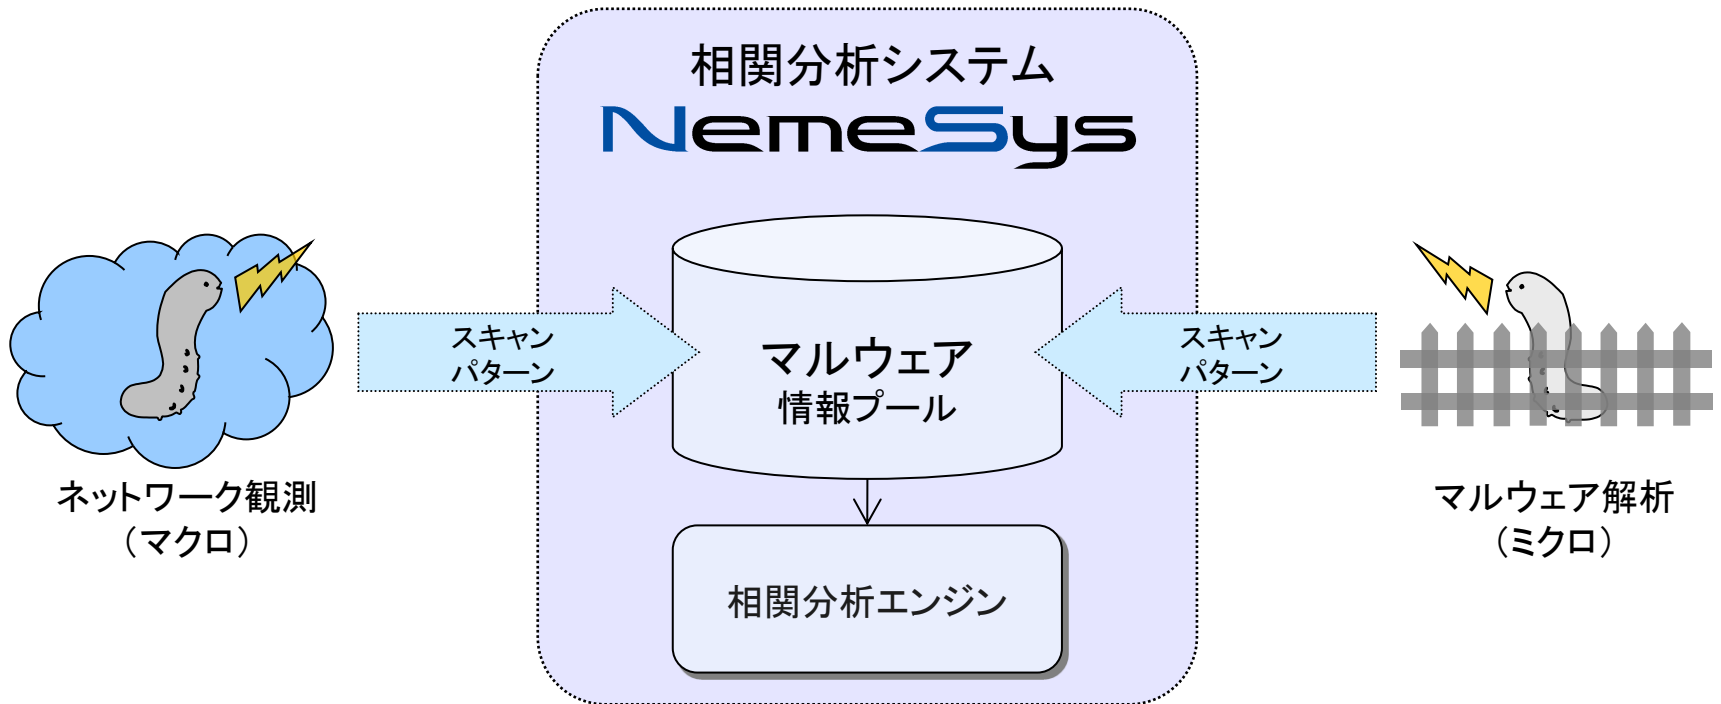 相関分析システム
NemeSys
スキャン
パターン
マルウェア
情報プール
スキャン
パターン
ネットワーク観測
（マクロ）
マルウェア解析
（ミクロ）
相関分析エンジン